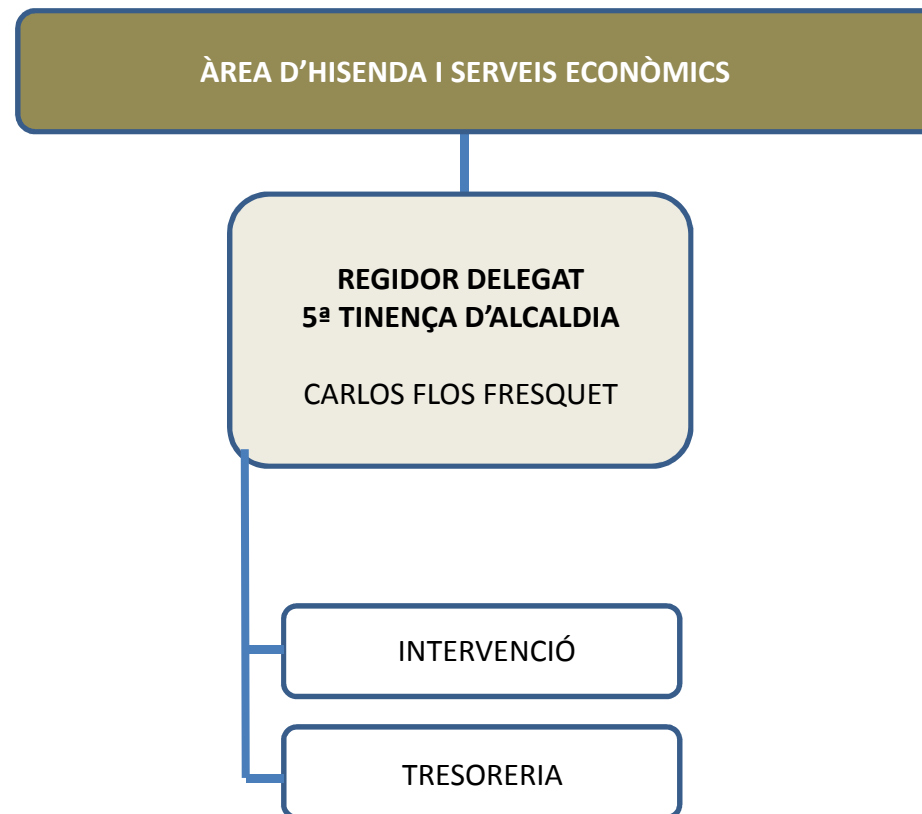 ÀREA D’HISENDA I SERVEIS ECONÒMICS
REGIDOR DELEGAT
5ª TINENÇA D’ALCALDIA
CARLOS FLOS FRESQUET
INTERVENCIÓ
TRESORERIA